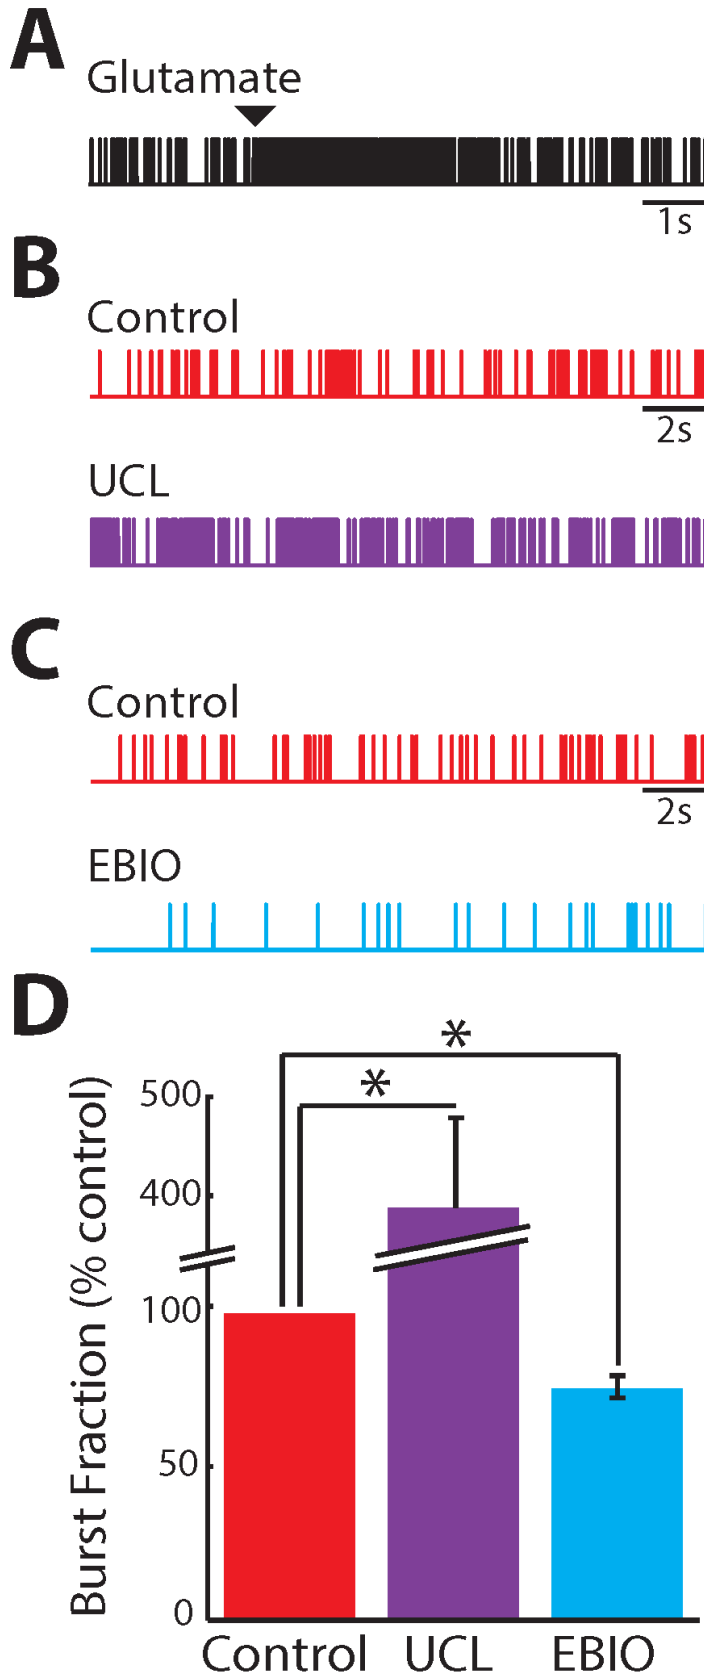 A
Glutamate
1s
B
Control
2s
UCL
C
Control
2s
EBIO
D
*
*
Burst Fraction (% control)
500
400
100
50
0
Control UCL EBIO